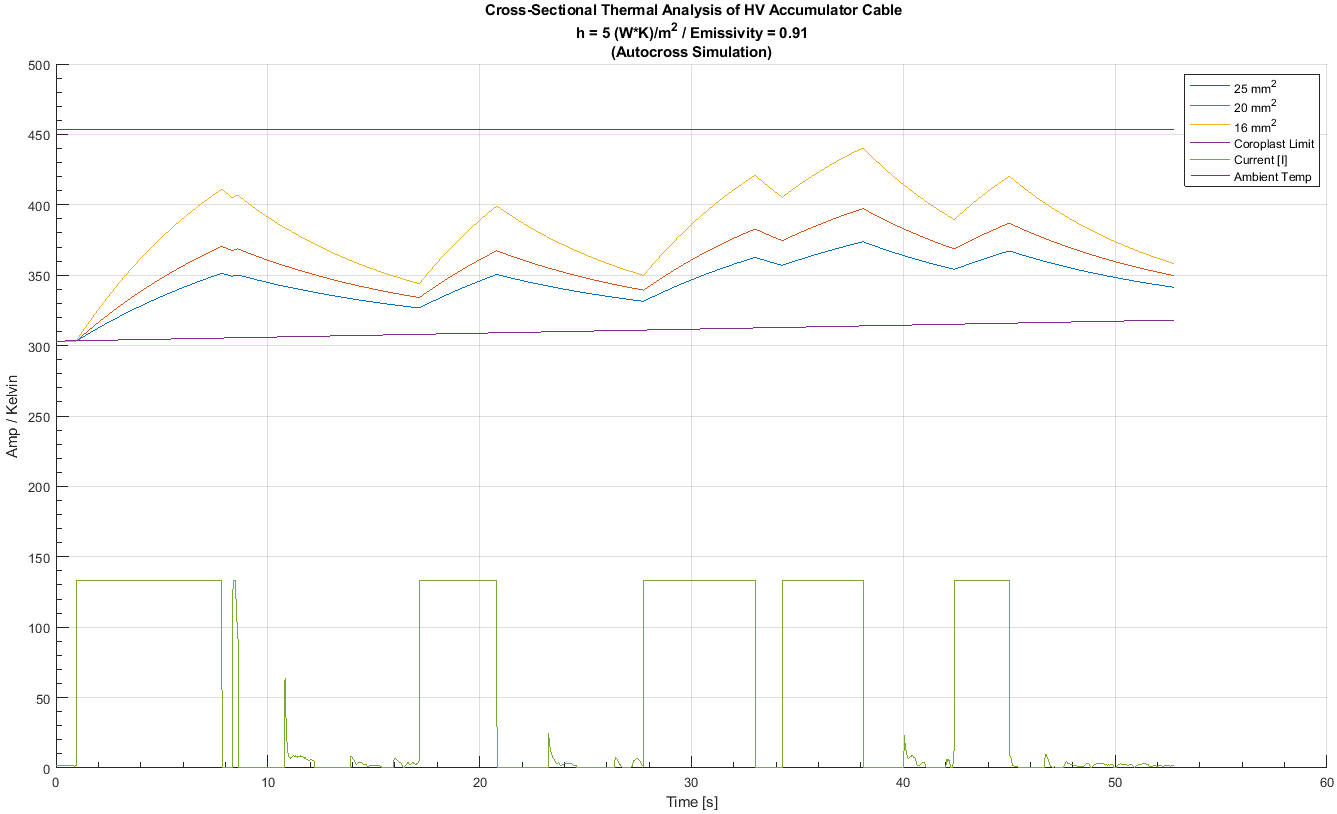 Cross-Sectional Thermal Analysis of HV Accumulator Cable
h = 5 (W*K)/m² / Emissivity = 0.91
(Autocross Simulation)
500
450
400
350
300
250
200
150
100
50
0
Amp / Kelvin
25 mm²
20 mm²
16 mm²
Coroplast Limit
Current [I]
Ambient Temp
0
10
20
30
40
50
60
Time [s]